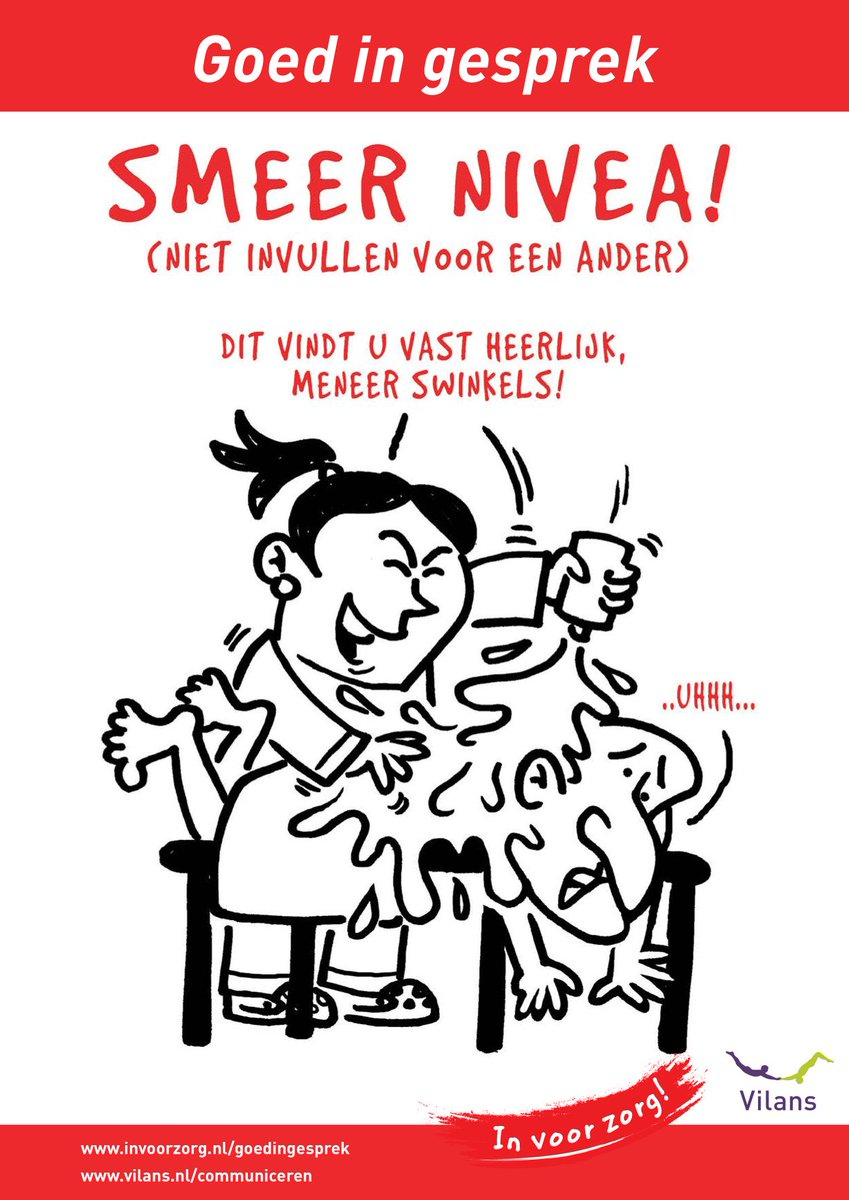 Goed in gesprek
SMEER NIVEA!
(NIET INVULLEN VOOR EEN ANDER)
DIT VINDT U VAST HEERLIJK,
MENEER SWINKELS!
..UHHH...
Vilans
In voor zorg!
www.invoorzorg.nl/goedingesprek
www.vilans.nl/communiceren